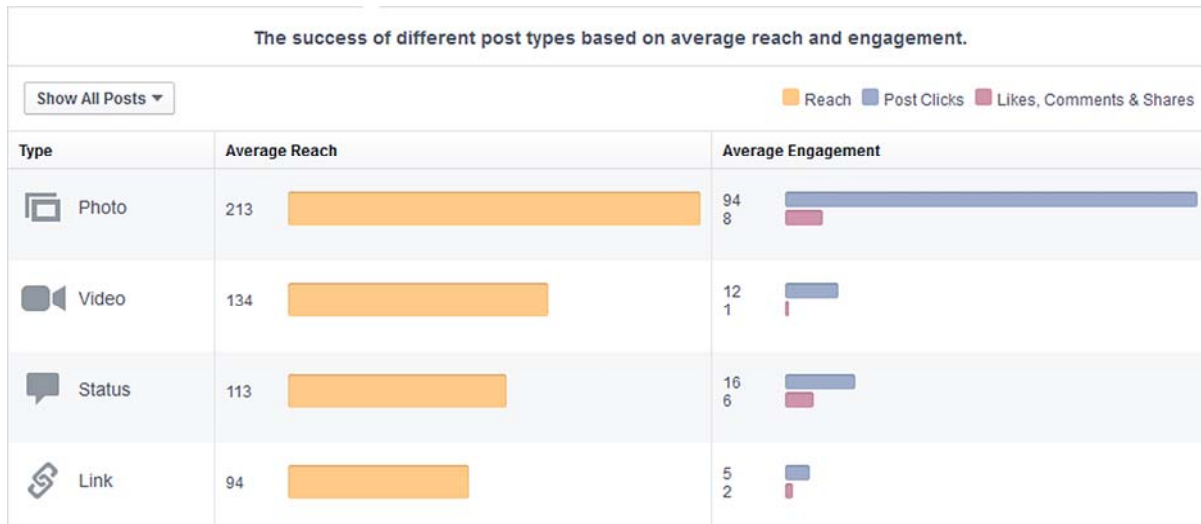 The success of different post types based on average reach and engagement.
Show All Posts
Reach Post Clicks Likes, Comments & Shares
Type Average Reach Average Engagement
Photo 213 94
8
Video 134 12
1
Status 113 16
6
Link 94 5
2